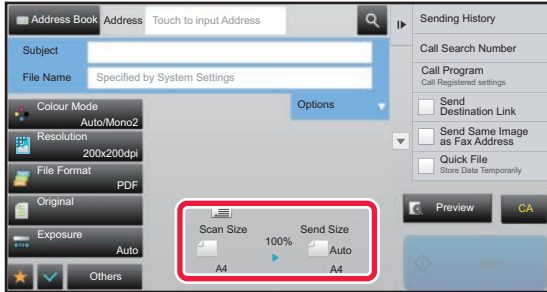 Address Book
Address
Touch to input Address
Subject
File Name
Specified by System Settings
Options
Colour Mode
Auto/Mono2
Resolution
200x200dpi
File Format
PDF
Original
Exposure
Auto
Others
Scan Size
A4
100%
Send Size
Auto
A4
Sending History
Call Search Number
Call Program
Call Registered settings
Send
Destination Link
Send Same Image
as Fax Address
Quick File
Store Data Temporarily
Preview
CA
Start